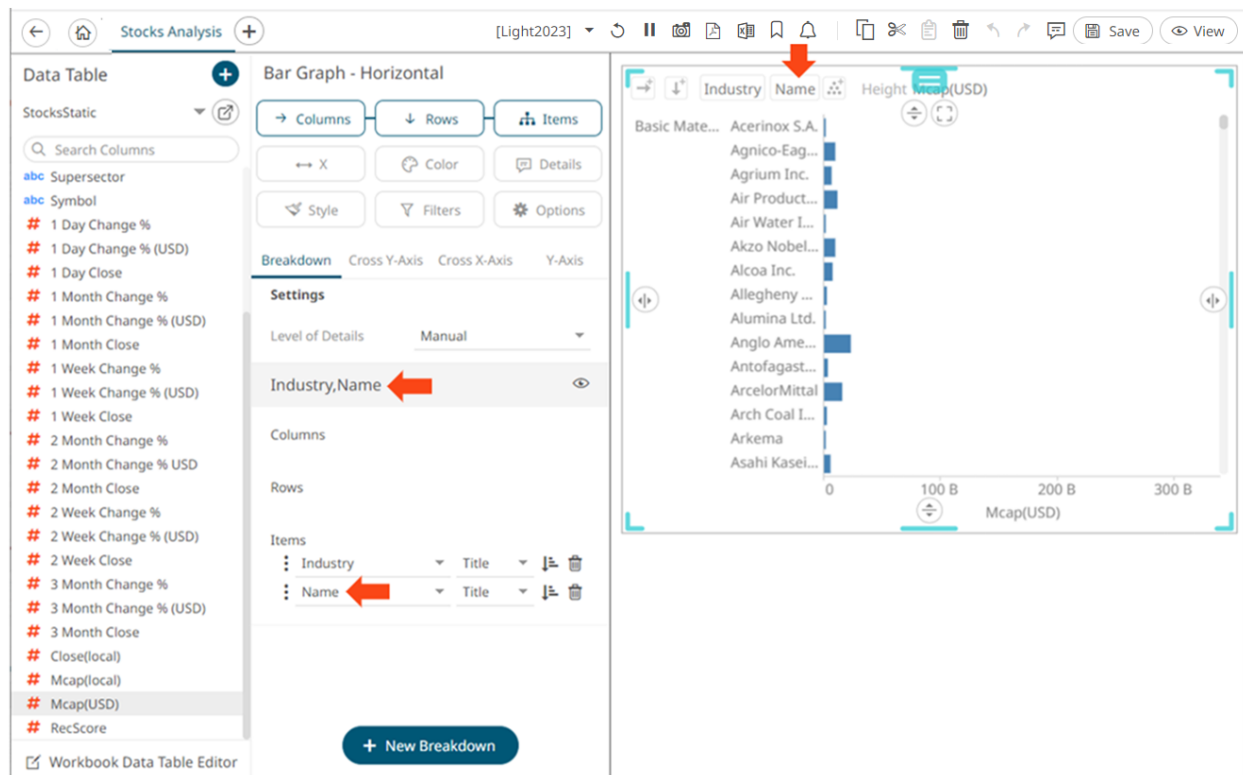 Stocks Analysis
[Light2023]
Save
View
Data Table
StocksStatic
Search Columns
abc Supersector
abc Symbol
# 1 Day Change %
# 1 Day Change % (USD)
# 1 Day Close
# 1 Month Change %
# 1 Month Change % (USD)
# 1 Month Close
# 1 Week Change %
# 1 Week Change % (USD)
# 1 Week Close
# 2 Month Change %
# 2 Month Change % USD
# 2 Month Close
# 2 Week Change %
# 2 Week Change % (USD)
# 2 Week Close
# 3 Month Change %
# 3 Month Change % (USD)
# 3 Month Close
# Close(local)
# Mcap(local)
# Mcap(USD)
# RecScore
Workbook Data Table Editor
Bar Graph - Horizontal
Columns
Rows
Items
X
Color
Details
Style
Filters
Options
Breakdown
Cross Y-Axis
Cross X-Axis
Y-Axis
Settings
Level of Details Manual
Industry,Name
Columns
Rows
Items
Industry Title
Name Title
+ New Breakdown
Industry Name Height Mcap(USD)
Basic Mate... Acerinox S.A.
Agnico-Eag...
Agrium Inc.
Air Product...
Air Water I...
Akzo Nobel...
Alcoa Inc.
Allegheny ...
Alumina Ltd.
Anglo Ame...
Antofagast...
ArcelorMittal
Arch Coal I...
Arkema
Asahi Kasei...
0 100 B 200 B 300 B
Mcap(USD)